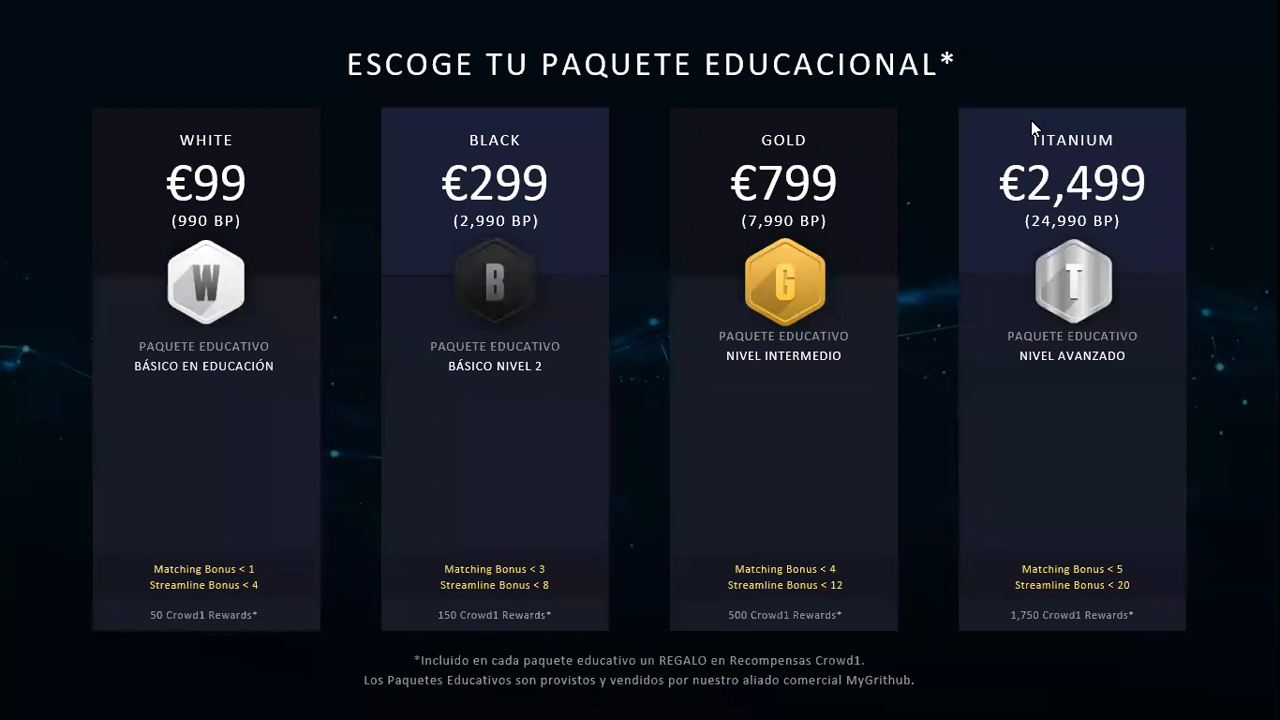 ESCOGE TU PAQUETE EDUCACIONAL*
WHITE
€99
(990 BP)
W
PAQUETE EDUCATIVO
BÁSICO EN EDUCACIÓN
Matching Bonus < 1
Streamline Bonus < 4
50 Crowd1 Rewards*
BLACK
€299
(2,990 BP)
B
PAQUETE EDUCATIVO
BÁSICO NIVEL 2
Matching Bonus < 3
Streamline Bonus < 8
150 Crowd1 Rewards*
GOLD
€799
(7,990 BP)
G
PAQUETE EDUCATIVO
NIVEL INTERMEDIO
Matching Bonus < 4
Streamline Bonus < 12
500 Crowd1 Rewards*
TITANIUM
€2,499
(24,990 BP)
T
PAQUETE EDUCATIVO
NIVEL AVANZADO
Matching Bonus < 5
Streamline Bonus < 20
1,750 Crowd1 Rewards*
*Incluido en cada paquete educativo un REGALO en Recompensas Crowd1.
Los Paquetes Educativos son provistos y vendidos por nuestro aliado comercial MyGrithub.